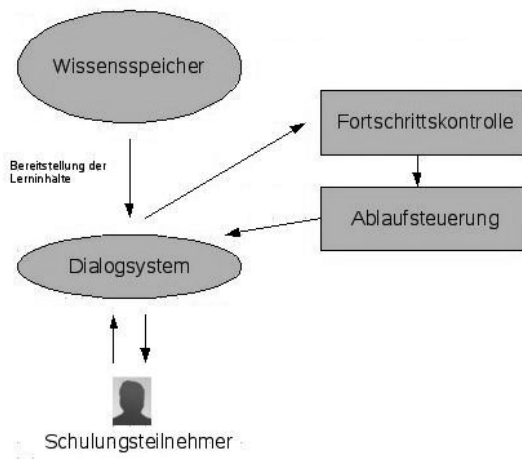 Wissensspeicher
Fortschrittskontrolle
Bereitstellung der
Lerninhalte
Ablaufsteuerung
Dialogsystem
Schulungsteilnehmer